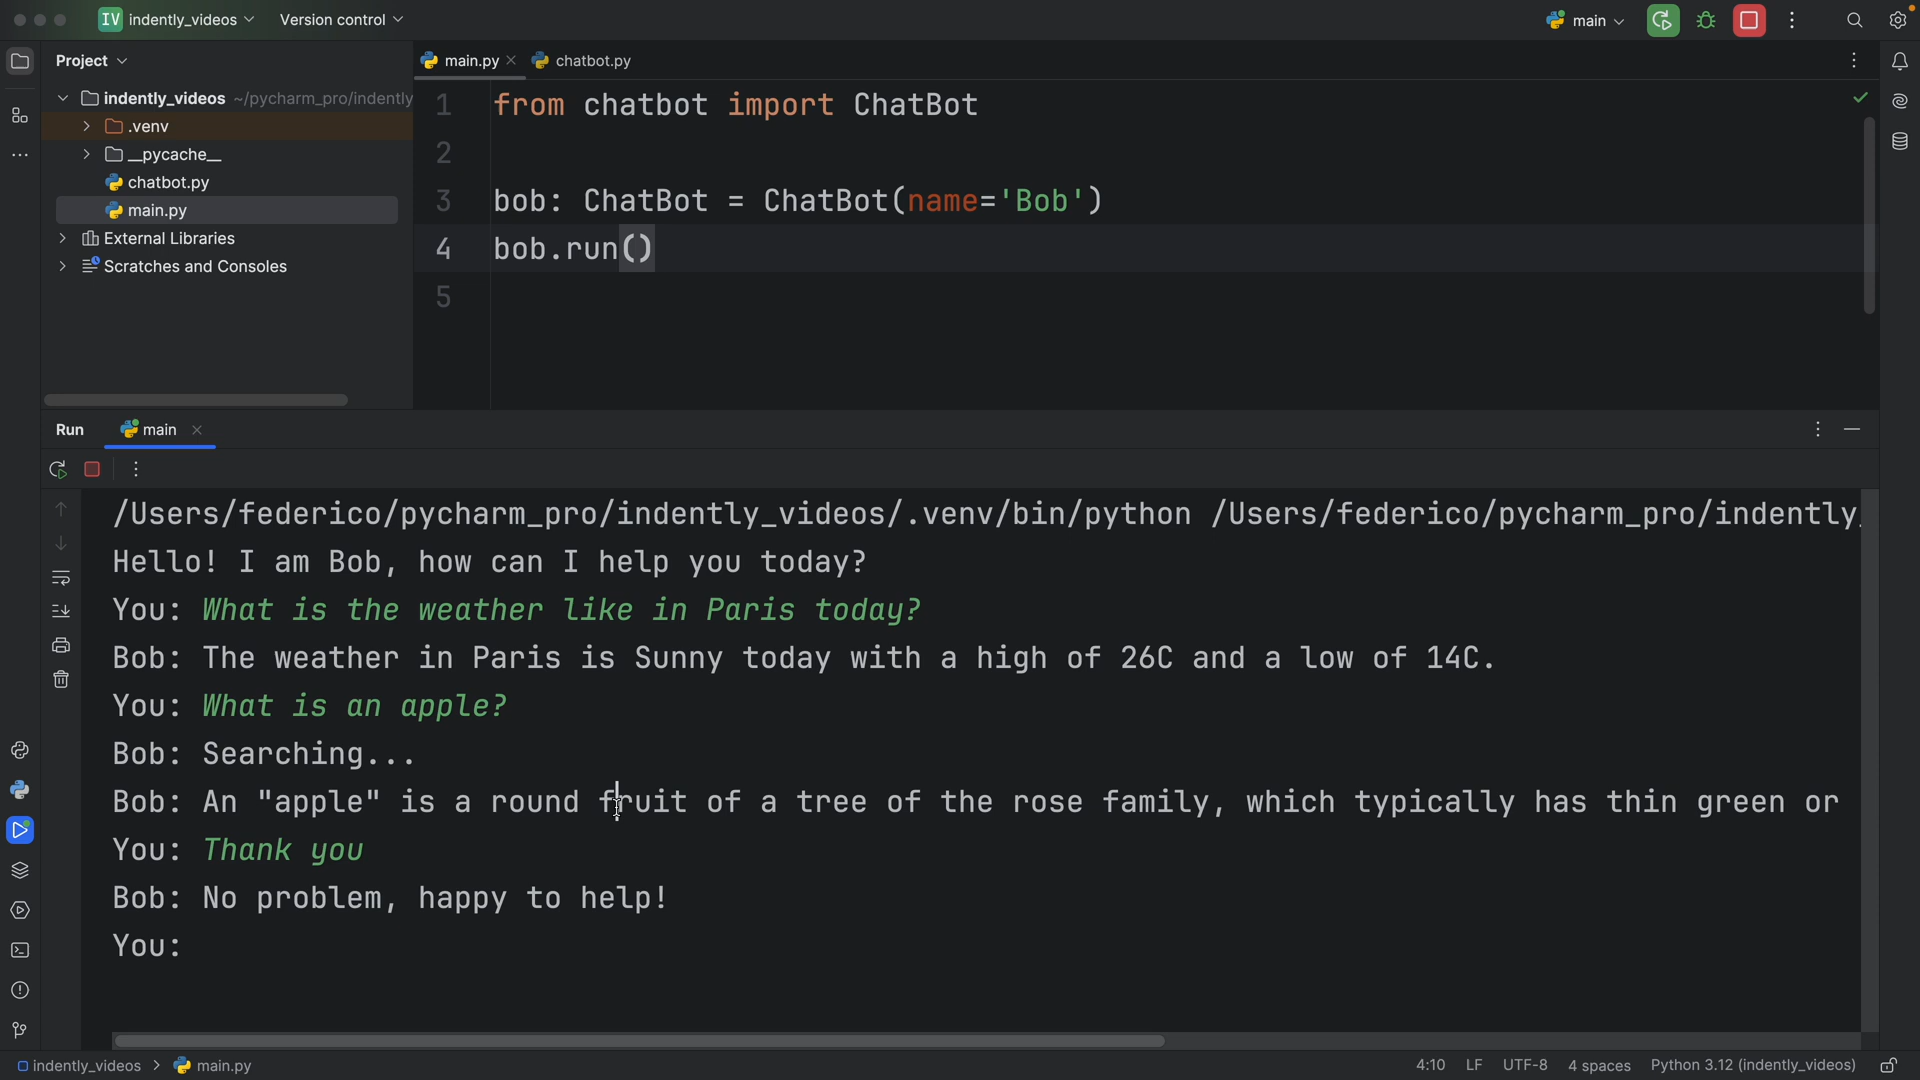 IV indently_videos Version control main
Project
main.py chatbot.py
indently_videos ~/pycharm_pro/indently
.venv
__pycache__
chatbot.py
main.py
External Libraries
Scratches and Consoles
1 from chatbot import ChatBot
2
3 bob: ChatBot = ChatBot(name='Bob')
4 bob.run()
5
Run main
/Users/federico/pycharm_pro/indently_videos/.venv/bin/python /Users/federico/pycharm_pro/indently_
Hello! I am Bob, how can I help you today?
You: What is the weather like in Paris today?
Bob: The weather in Paris is Sunny today with a high of 26C and a low of 14C.
You: What is an apple?
Bob: Searching...
Bob: An "apple" is a round fruit of a tree of the rose family, which typically has thin green or
You: Thank you
Bob: No problem, happy to help!
You:
indently_videos > main.py 4:10 LF UTF-8 4 spaces Python 3.12 (indently_videos)